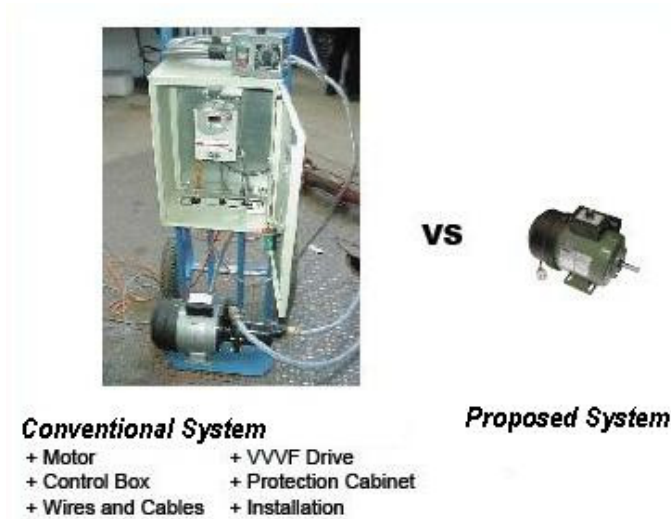 vs
Conventional System
Proposed System
+ Motor + VVVF Drive
+ Control Box + Protection Cabinet
+ Wires and Cables + Installation